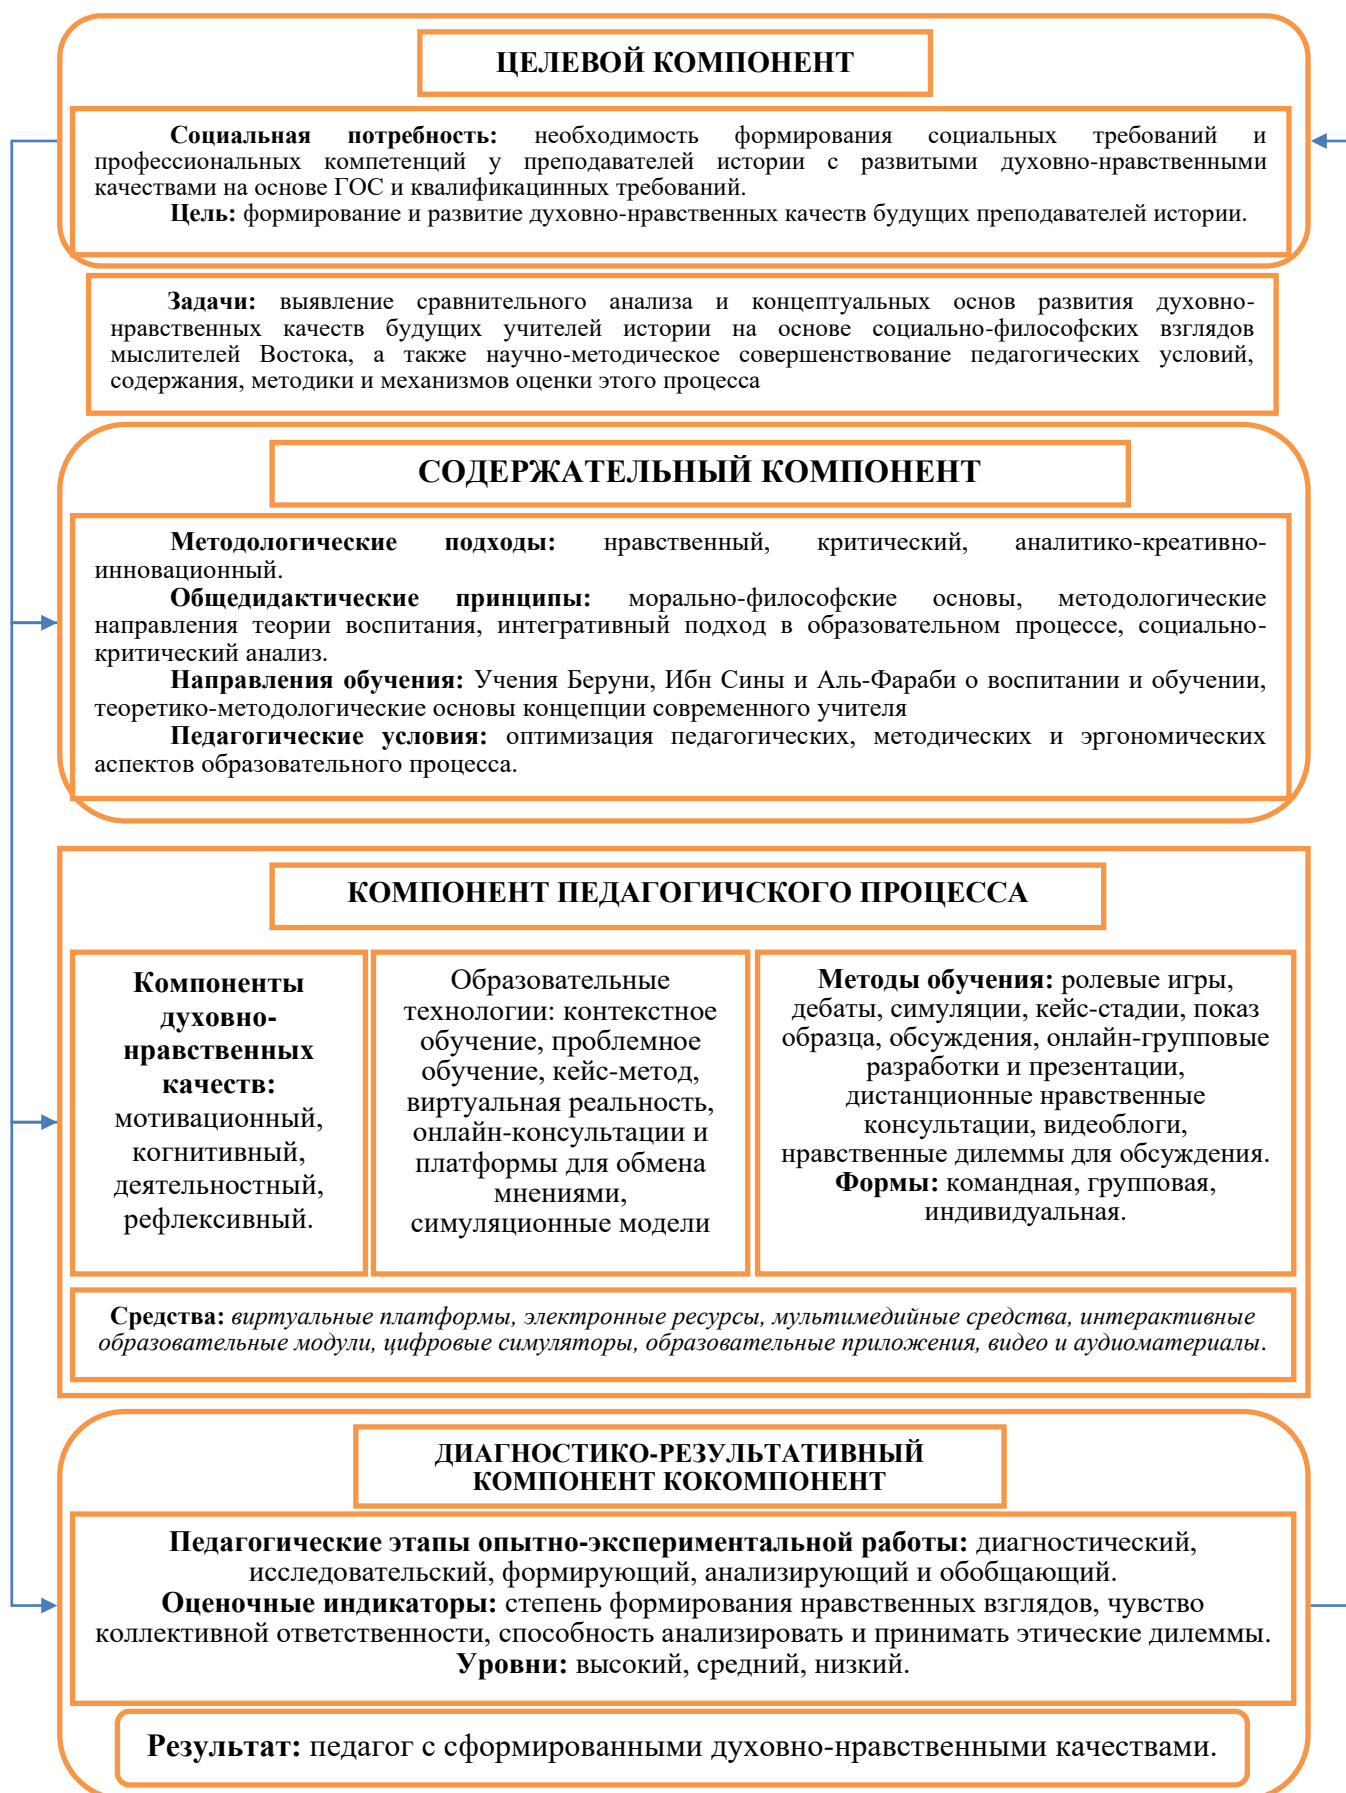 ЦЕЛЕВОЙ КОМПОНЕНТ
Социальная потребность: необходимость формирования социальных требований и
профессиональных компетенций у преподавателей истории с развитыми духовно-нравственными
качествами на основе ГОС и квалификацинных требований.
Цель: формирование и развитие духовно-нравственных качеств будущих преподавателей истории.
Задачи: выявление сравнительного анализа и концептуальных основ развития духовно-
нравственных качеств будущих учителей истории на основе социально-философских взглядов
мыслителей Востока, а также научно-методическое совершенствование педагогических условий,
содержания, методики и механизмов оценки этого процесса
СОДЕРЖАТЕЛЬНЫЙ КОМПОНЕНТ
Методологические подходы: нравственный, критический, аналитико-креативно-
инновационный.
Общедидактические принципы: морально-философские основы, методологические
направления теории воспитания, интегративный подход в образовательном процессе, социально-
критический анализ.
Направления обучения: Учения Беруни, Ибн Сины и Аль-Фараби о воспитании и обучении,
теоретико-методологические основы концепции современного учителя
Педагогические условия: оптимизация педагогических, методических и эргономических
аспектов образовательного процесса.
КОМПОНЕНТ ПЕДАГОГИЧСКОГО ПРОЦЕССА
Компоненты
духовно-
нравственных
качеств:
мотивационный,
когнитивный,
деятельностный,
рефлексивный.
Образовательные
технологии: контекстное
обучение, проблемное
обучение, кейс-метод,
виртуальная реальность,
онлайн-консультации и
платформы для обмена
мнениями,
симуляционные модели
Методы обучения: ролевые игры,
дебаты, симуляции, кейс-стадии, показ
образца, обсуждения, онлайн-групповые
разработки и презентации,
дистанционные нравственные
консультации, видеоблоги,
нравственные дилеммы для обсуждения.
Формы: командная, групповая,
индивидуальная.
Средства: виртуальные платформы, электронные ресурсы, мультимедийные средства, интерактивные
образовательные модули, цифровые симуляторы, образовательные приложения, видео и аудиоматериалы.
ДИАГНОСТИКО-РЕЗУЛЬТАТИВНЫЙ
КОМПОНЕНТ КОКОМПОНЕНТ
Педагогические этапы опытно-экспериментальной работы: диагностический,
исследовательский, формирующий, анализирующий и обобщающий.
Оценочные индикаторы: степень формирования нравственных взглядов, чувство
коллективной ответственности, способность анализировать и принимать этические дилеммы.
Уровни: высокий, средний, низкий.
Результат: педагог с сформированными духовно-нравственными качествами.